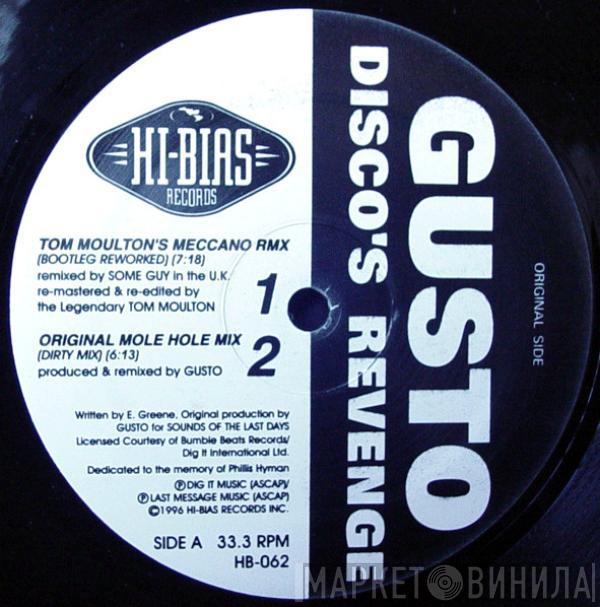 HI-BIAS
RECORDS
TOM MOULTON'S MECCANO RMX
(BOOTLEG REWORKED) (7:18)
remixed by SOME GUY in the U.K.
re-mastered & re-edited by
the Legendary TOM MOULTON
1
ORIGINAL MOLE HOLE MIX
(DIRTY MIX) (6:13)
produced & remixed by GUSTO
2
Written by E. Greene, Original production by
GUSTO for SOUNDS OF THE LAST DAYS
Licensed Courtesy of Bumble Beats Records/
Dig It International Ltd.
Dedicated to the memory of Phillis Hyman
ⓅDIG IT MUSIC (ASCAP)/
ⓅLAST MESSAGE MUSIC (ASCAP)
©1996 HI-BIAS RECORDS INC.
SIDE A 33.3 RPM
HB-062
GUSTO
DISCO'S REVENGE
ORIGINAL SIDE
МАРКЕТ ВИНИЛА